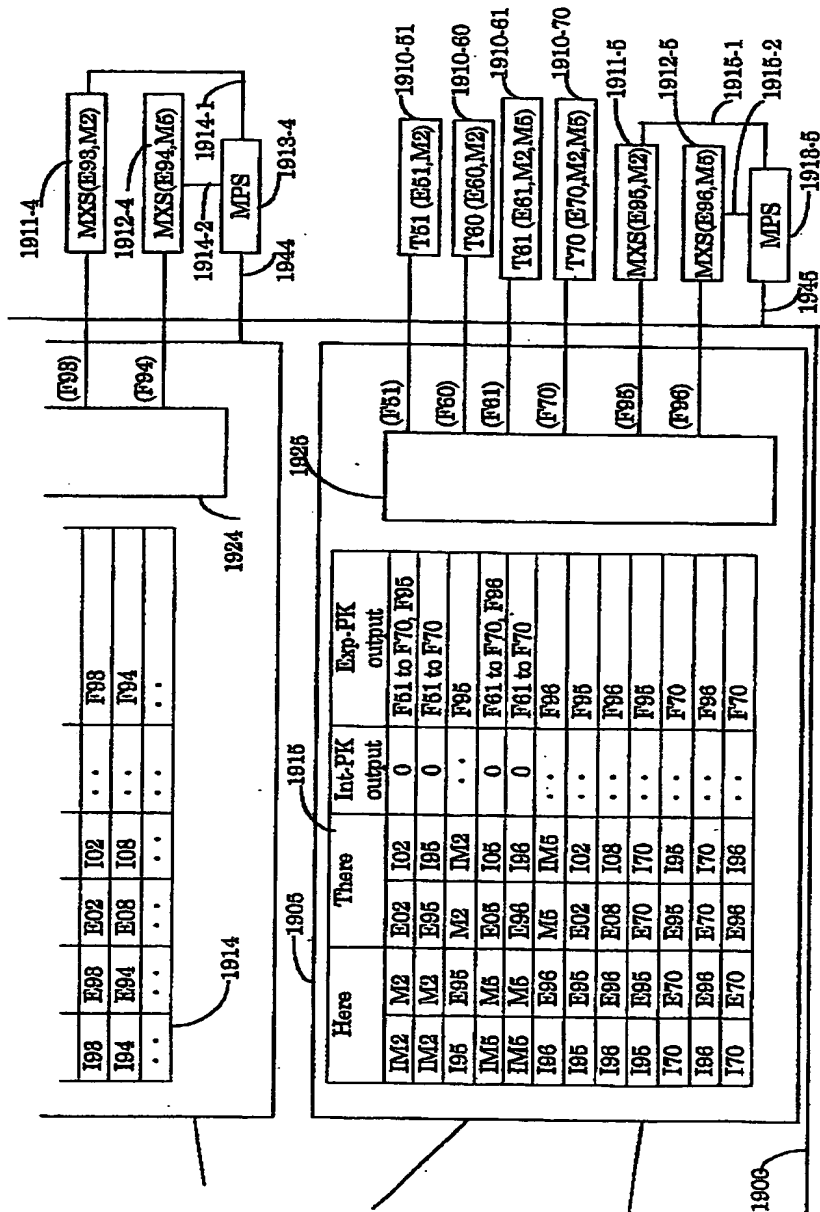 1911-4
MXS(E93,M2)
1912-4
MXS(E94,M5)
1914-1
1914-2
MPS
1913-4
1944
(F93)
(F94)
1924
I93 E93 E02 I02 .. F93
I94 E94 E08 I08 .. F94
.. .. .. .. .. ..
1914
1905
1915
1925
Here There Int-PK output Exp-PK output
IM2 M2 E02 I02 0 F51 to F70, F95
IM2 M2 E95 I95 0 F51 to F70
I95 E95 M2 IM2 .. F95
IM5 M5 E05 I05 0 F61 to F70, F96
IM5 M5 E96 I96 0 F61 to F70
I96 E96 M5 IM5 .. F96
I95 E95 E02 I02 .. F95
I96 E96 E08 I08 .. F96
I95 E95 E70 I70 .. F95
I70 E70 E95 I95 .. F70
I96 E96 E70 I70 .. F96
I70 E70 E96 I96 .. F70
(F51)
T51 (E51,M2)
1910-51
(F60)
T60 (E60,M2)
1910-60
(F61)
T61 (E61,M2,M5)
1910-61
(F70)
T70 (E70,M2,M5)
1910-70
(F95)
MXS(E95,M2)
1911-5
(F96)
MXS(E96,M5)
1912-5
1915-1
1915-2
MPS
1913-5
1945
1900